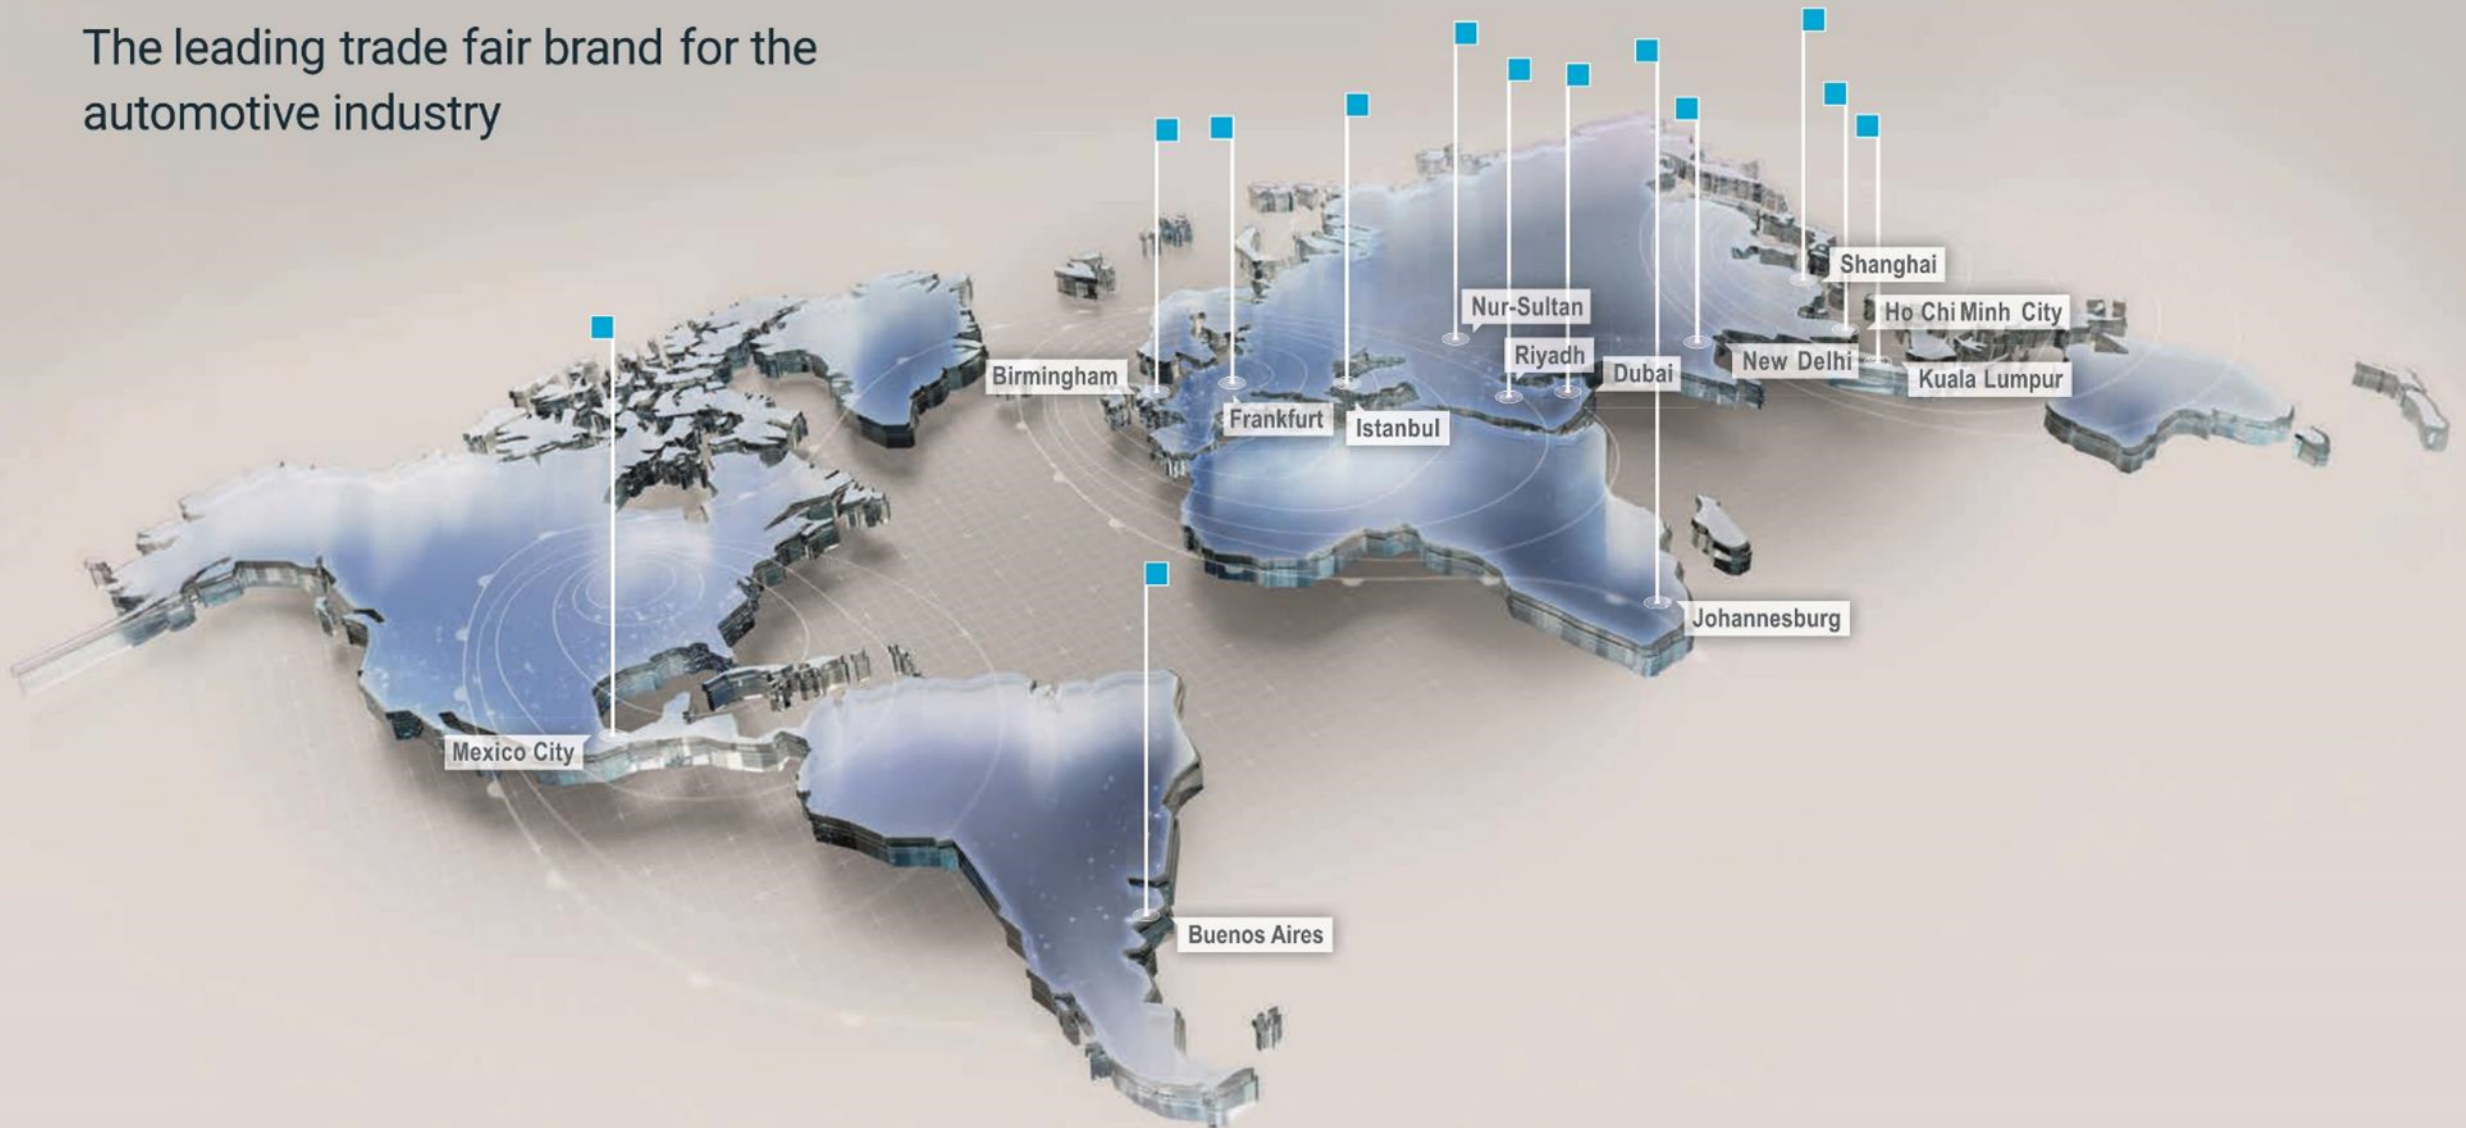 The leading trade fair brand for the
automotive industry
Shanghai
Nur-Sultan
Ho Chi Minh City
Riyadh
Dubai
New Delhi
Birmingham
Kuala Lumpur
Frankfurt
Istanbul
Johannesburg
Mexico City
Buenos Aires